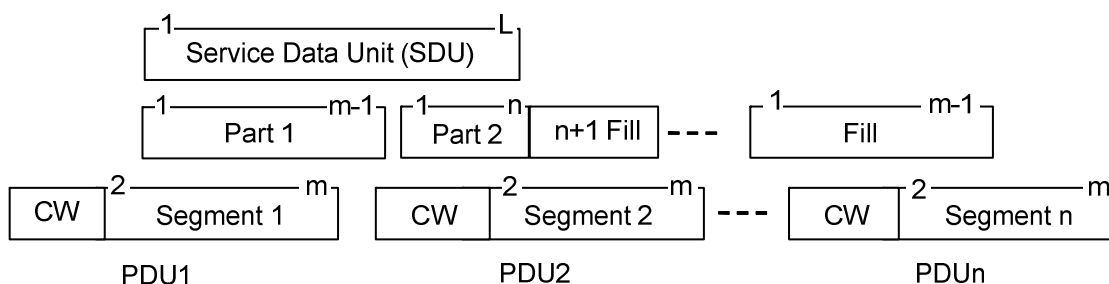 1 L
Service Data Unit (SDU)
1 m-1 1 n 1 m-1
Part 1 Part 2 n+1 Fill --- Fill
2 m 2 m 2 m
CW Segment 1 CW Segment 2 --- CW Segment n
PDU1 PDU2 PDUn